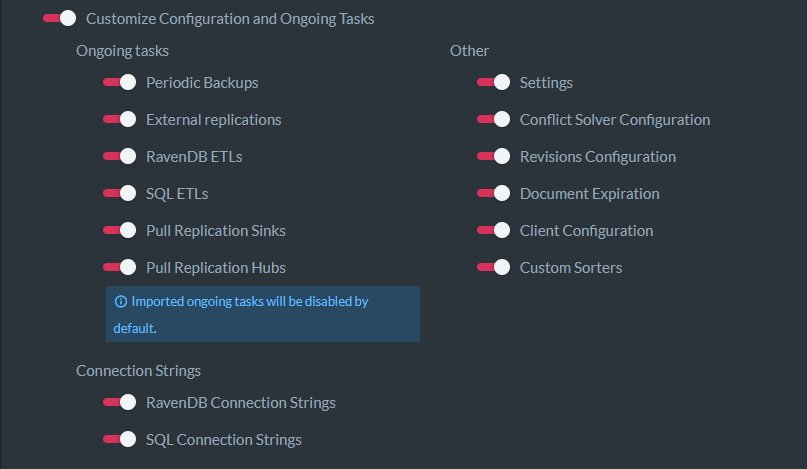 Customize Configuration and Ongoing Tasks
Ongoing tasks
Periodic Backups
External replications
RavenDB ETLs
SQL ETLs
Pull Replication Sinks
Pull Replication Hubs
Imported ongoing tasks will be disabled by
default.
Connection Strings
RavenDB Connection Strings
SQL Connection Strings
Other
Settings
Conflict Solver Configuration
Revisions Configuration
Document Expiration
Client Configuration
Custom Sorters